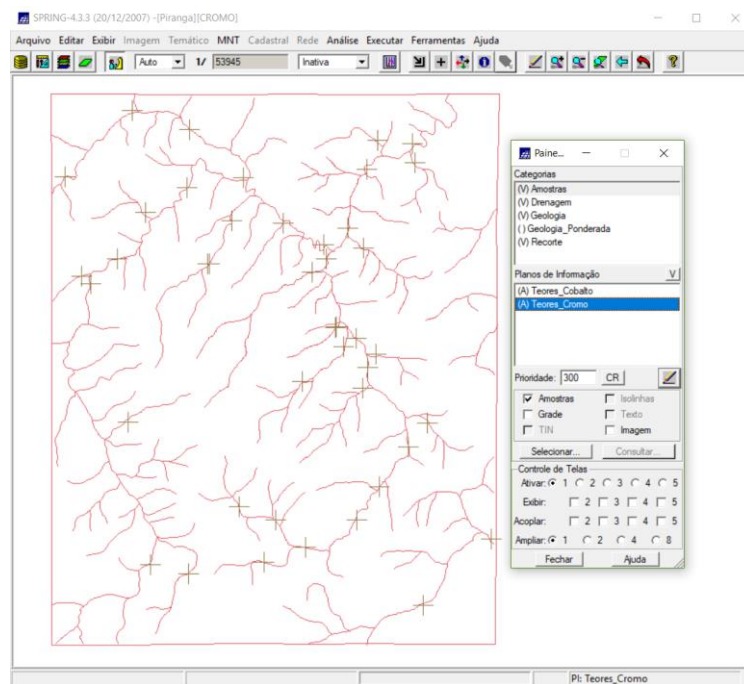 SPRING-4.3.3 (20/12/2007) -[Piranga][CROMO]
Arquivo Editar Exibir Imagem Temático MNT Cadastral Rede Análise Executar Ferramentas Ajuda
Auto 1/ 53945 Inativa
Paine...
Categorias
(V) Amostras
(V) Drenagem
(V) Geologia
( ) Geologia_Ponderada
(V) Recorte
Planos de Informação V
(A) Teores_Cobalto
(A) Teores_Cromo
Prioridade: 300 CR
Amostras Isolinhas
Grade Texto
TIN Imagem
Selecionar... Consultar...
Controle de Telas
Ativar: 1 2 3 4 5
Exibir: 2 3 4 5
Acoplar: 2 3 4 5
Ampliar: 1 2 4 8
Fechar Ajuda
PI: Teores_Cromo